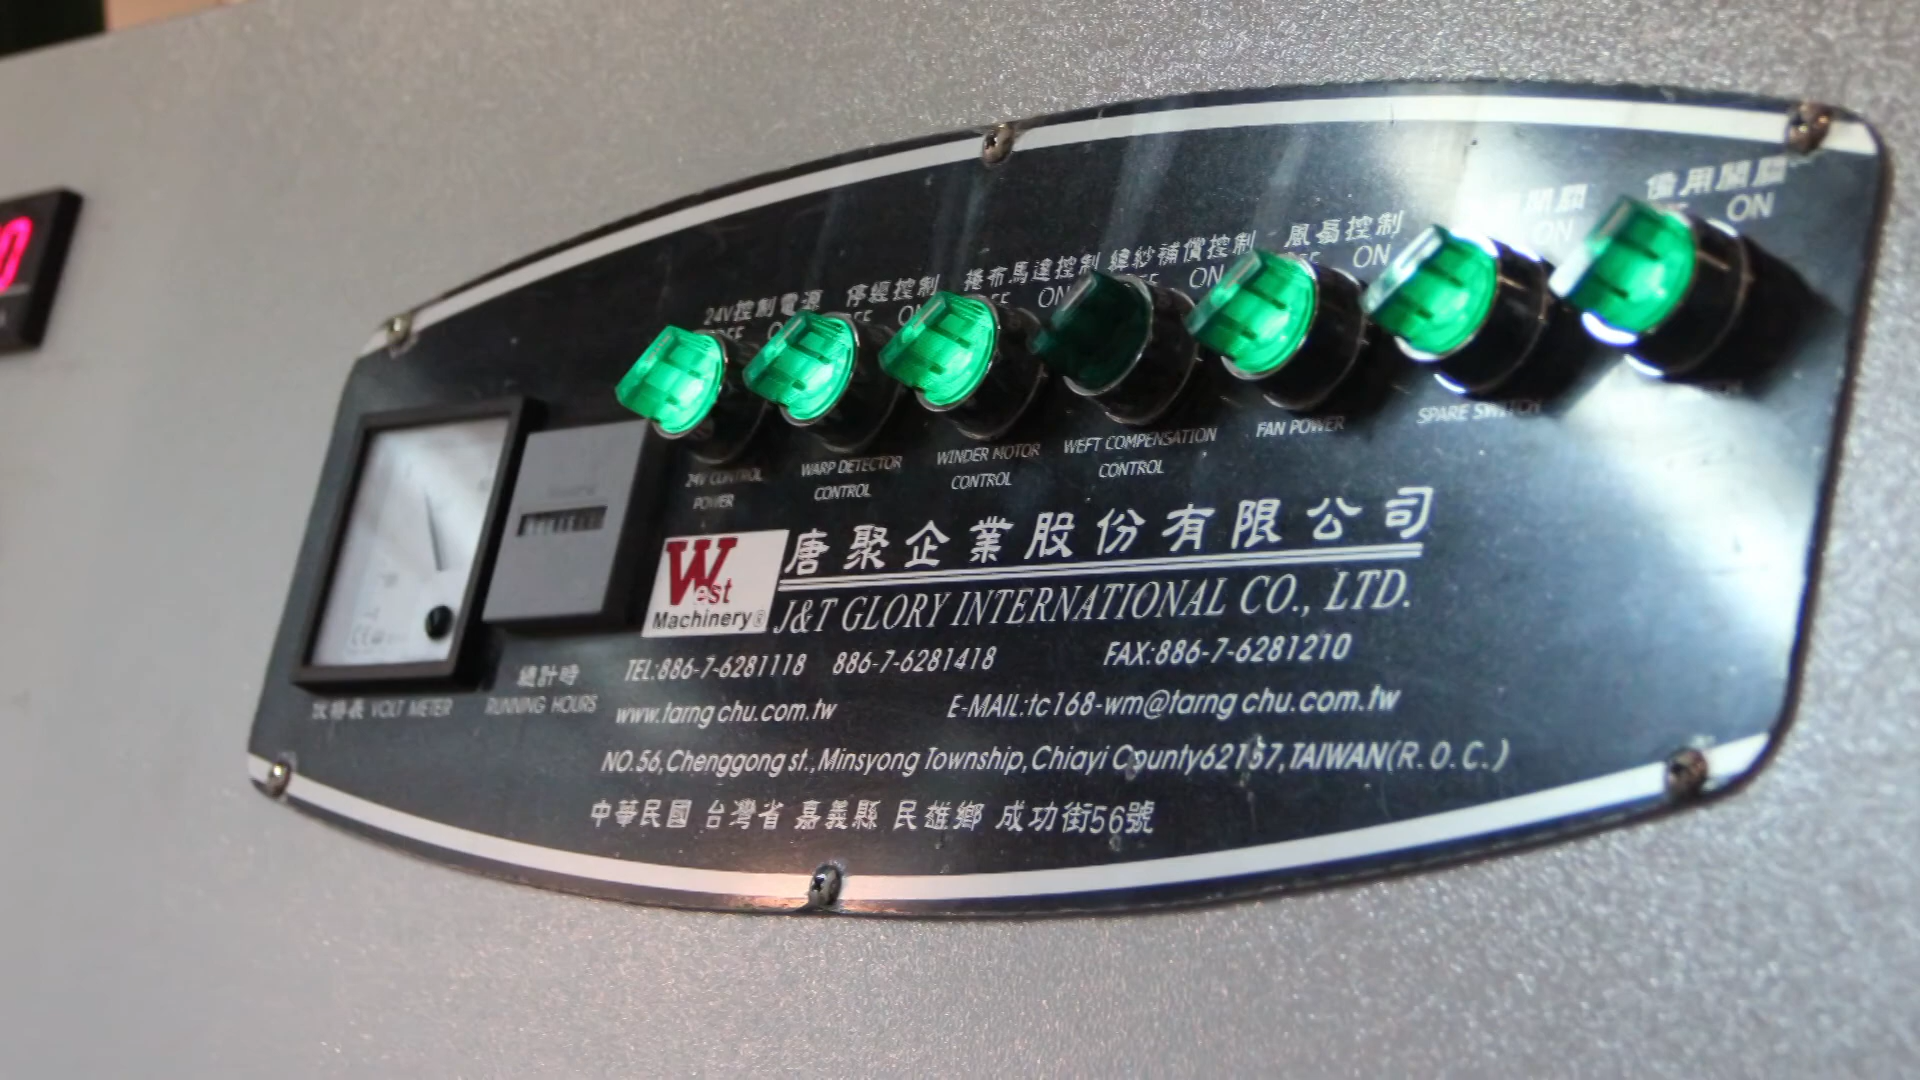 備用開關
ON
開關
ON
風扇控制
ON
緯紗補償控制
ON
捲布馬達控制
ON
停經控制
24V控制電源
24V CONTROL
POWER
WARP DETECTOR
CONTROL
WINDER MOTOR
CONTROL
WEFT COMPENSATION
CONTROL
FAN POWER
SPARE SWITCH
West
Machinery®
唐聚企業股份有限公司
J&T GLORY INTERNATIONAL CO., LTD.
TEL:886-7-6281118 886-7-6281418 FAX:886-7-6281210
www.tarng chu.com.tw E-MAIL:tc168-wm@tarng chu.com.tw
NO.56,Chenggong st.,Minsyong Township,Chiayi County62157,TAIWAN(R.O.C.)
中華民國 台灣省 嘉義縣 民雄鄉 成功街56號
總計時
RUNNING HOURS
伏特表 VOLT METER
0